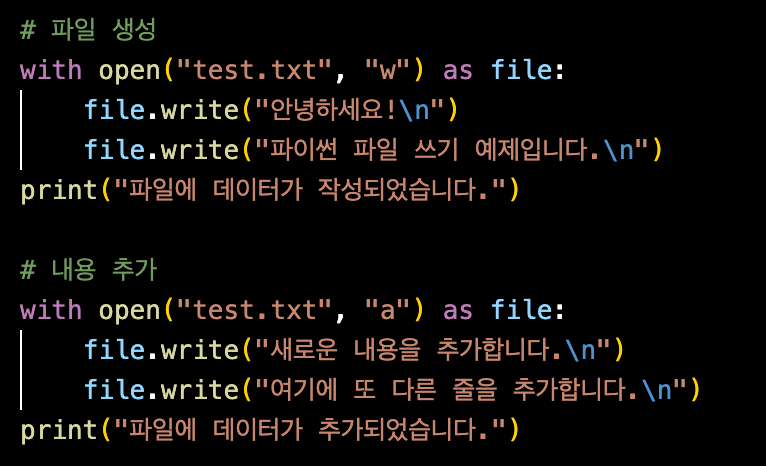 # 파일 생성
with open("test.txt", "w") as file:
    file.write("안녕하세요!\n")
    file.write("파이썬 파일 쓰기 예제입니다.\n")
print("파일에 데이터가 작성되었습니다.")

# 내용 추가
with open("test.txt", "a") as file:
    file.write("새로운 내용을 추가합니다.\n")
    file.write("여기에 또 다른 줄을 추가합니다.\n")
print("파일에 데이터가 추가되었습니다.")